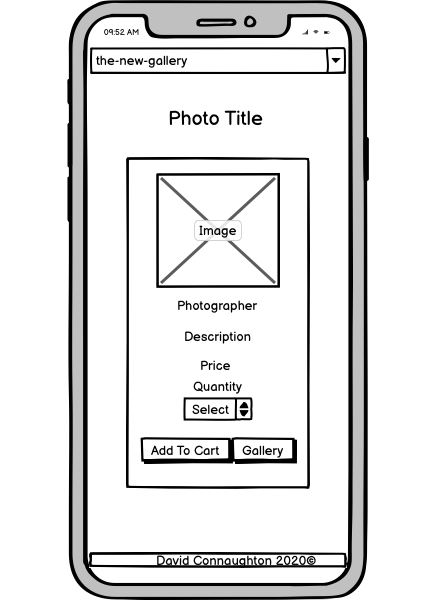 09:52 AM
the-new-gallery
Photo Title
Image
Photographer
Description
Price
Quantity
Select
Add To Cart Gallery
David Connaughton 2020©